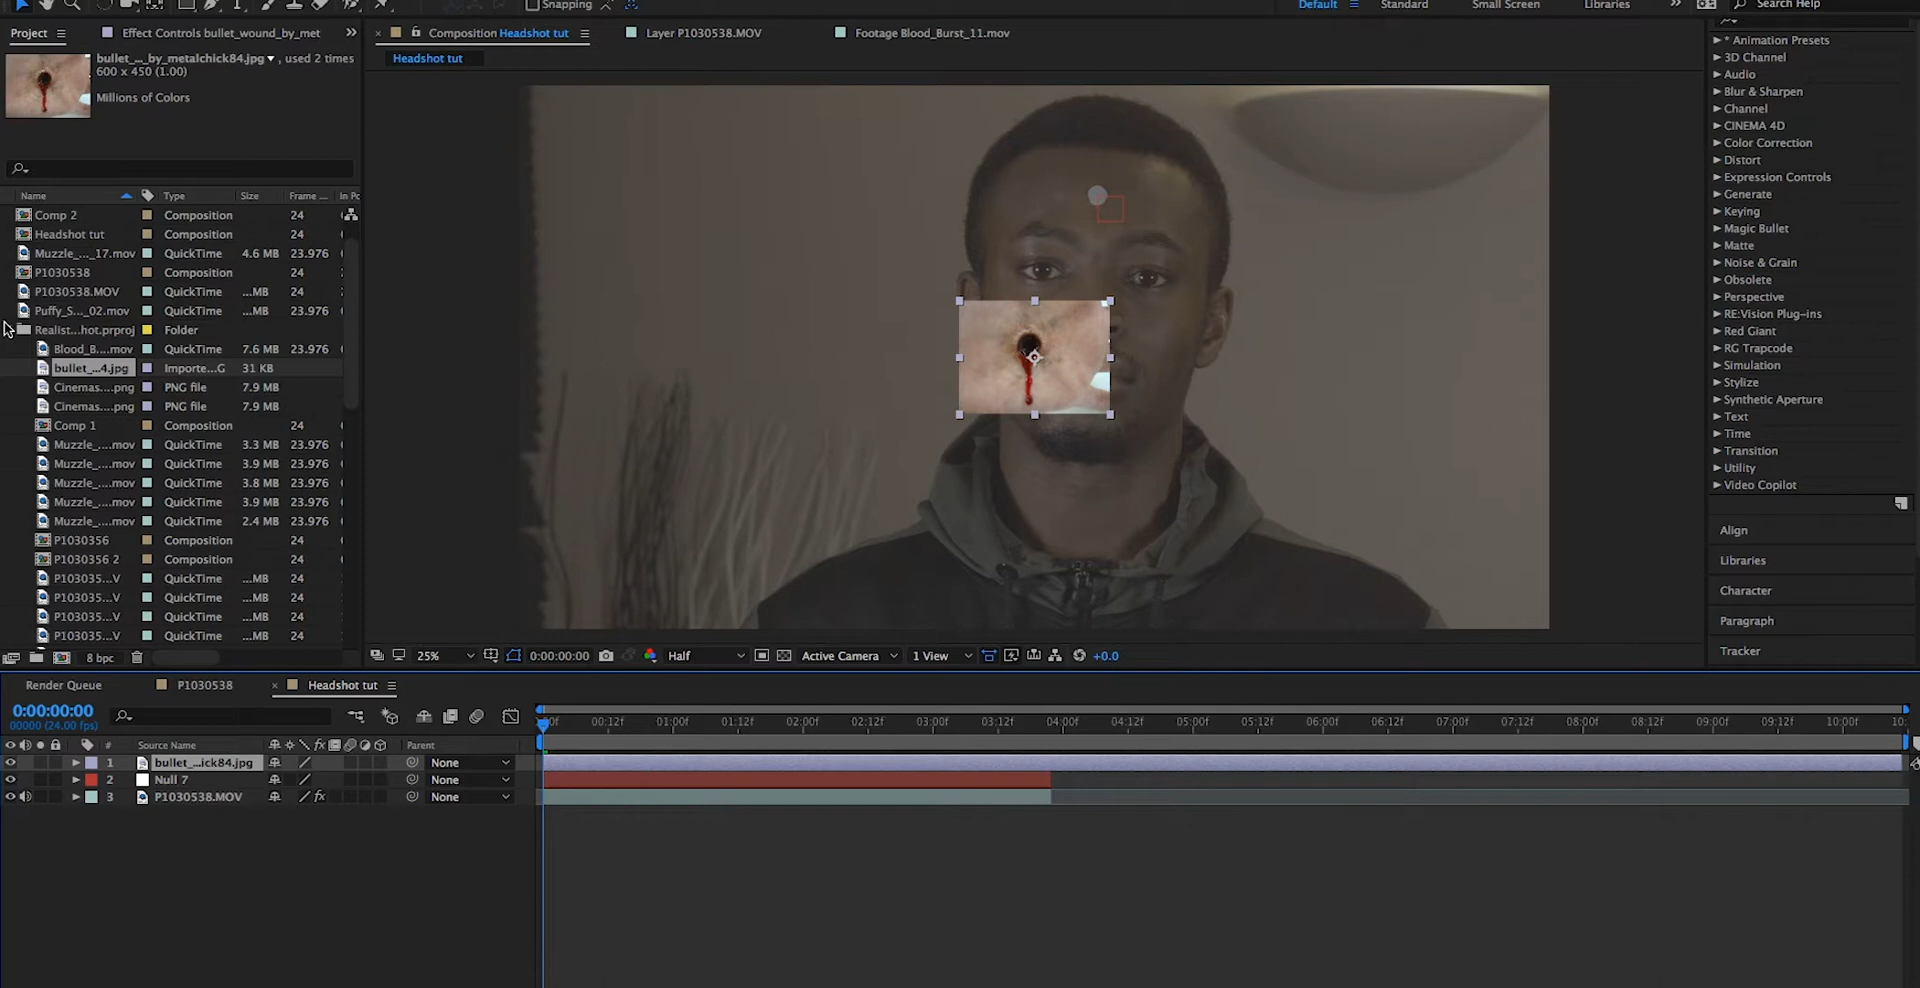 Snapping
Default
Standard
Small Screen
Libraries
Search Help
Project
Effect Controls bullet_wound_by_met
Composition Headshot tut
Layer P1030538.MOV
Footage Blood_Burst_11.mov
Headshot tut
bullet_..._by_metalchick84.jpg , used 2 times
600 x 450 (1.00)
Millions of Colors
Name Type Size Frame ... In Po
Comp 2 Composition 24
Headshot tut Composition 24
Muzzle_..._17.mov QuickTime 4.6 MB 23.976
P1030538 Composition 24
P1030538.MOV QuickTime ...MB 24
Puffy_S..._02.mov QuickTime ...MB 23.976
Realist...hot.prproj Folder
Blood_B....mov QuickTime 7.6 MB 23.976
bullet_...4.jpg Importe...G 31 KB
Cinemas....png PNG file 7.9 MB
Cinemas....png PNG file 7.9 MB
Comp 1 Composition 24
Muzzle_....mov QuickTime 3.3 MB 23.976
Muzzle_....mov QuickTime 3.9 MB 23.976
Muzzle_....mov QuickTime 3.8 MB 23.976
Muzzle_....mov QuickTime 3.9 MB 23.976
Muzzle_....mov QuickTime 2.4 MB 23.976
P1030356 Composition 24
P1030356 2 Composition 24
P103035...V QuickTime ...MB 24
P103035...V QuickTime ...MB 24
P103035...V QuickTime ...MB 24
P103035...V QuickTime ...MB 24
8 bpc
25%
0:00:00:00
Half
Active Camera
1 View
+0.0
* Animation Presets
3D Channel
Audio
Blur & Sharpen
Channel
CINEMA 4D
Color Correction
Distort
Expression Controls
Generate
Keying
Magic Bullet
Matte
Noise & Grain
Obsolete
Perspective
RE:Vision Plug-ins
Red Giant
RG Trapcode
Simulation
Stylize
Synthetic Aperture
Text
Time
Transition
Utility
Video Copilot
Align
Libraries
Character
Paragraph
Tracker
Render Queue
P1030538
Headshot tut
0:00:00:00
00000 (24.00 fps)
00f 00:12f 01:00f 01:12f 02:00f 02:12f 03:00f 03:12f 04:00f 04:12f 05:00f 05:12f 06:00f 06:12f 07:00f 07:12f 08:00f 08:12f 09:00f 09:12f 10:00f 10:
# Source Name fx Parent
1 bullet_...ick84.jpg None
2 Null 7 None
3 P1030538.MOV fx None